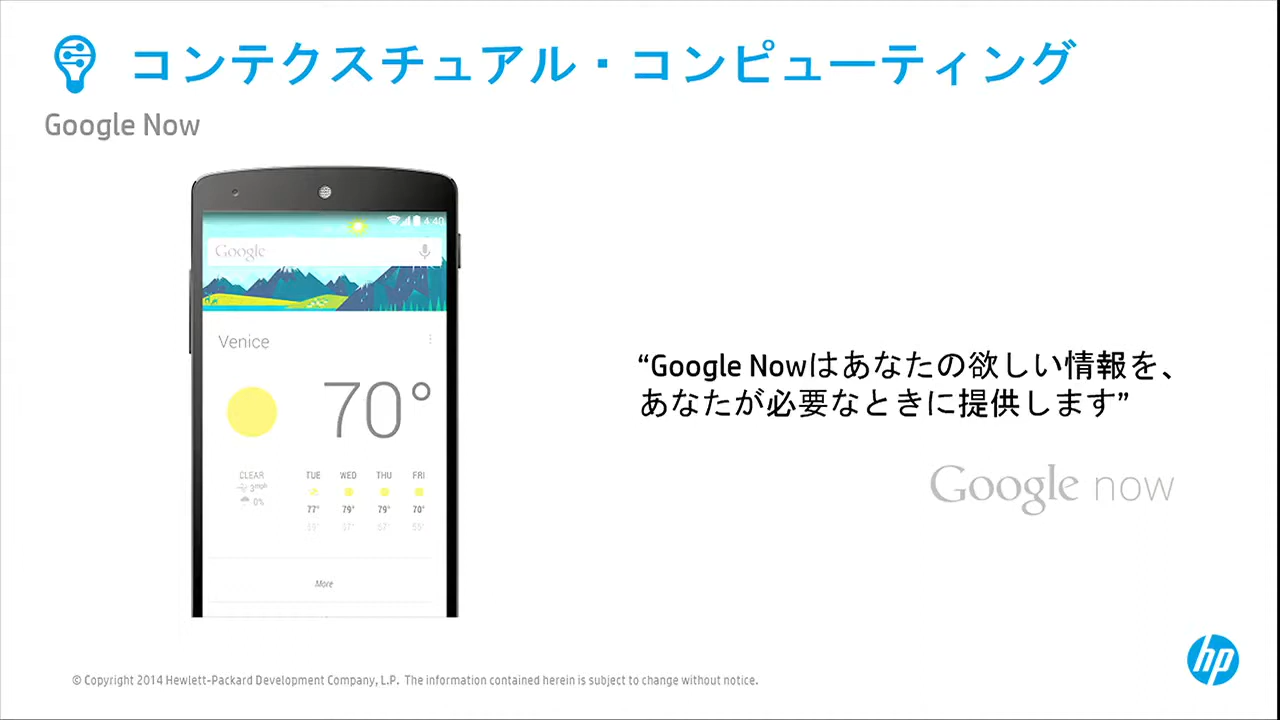 コンテクスチュアル・コンピューティング
Google Now
4:40
Google
Venice
70°
CLEAR
TUE WED THU FRI
3mph
0%
77° 79° 79° 70°
More
“Google Nowはあなたの欲しい情報を、
あなたが必要なときに提供します”
Google now
hp
© Copyright 2014 Hewlett-Packard Development Company, L.P. The information contained herein is subject to change without notice.